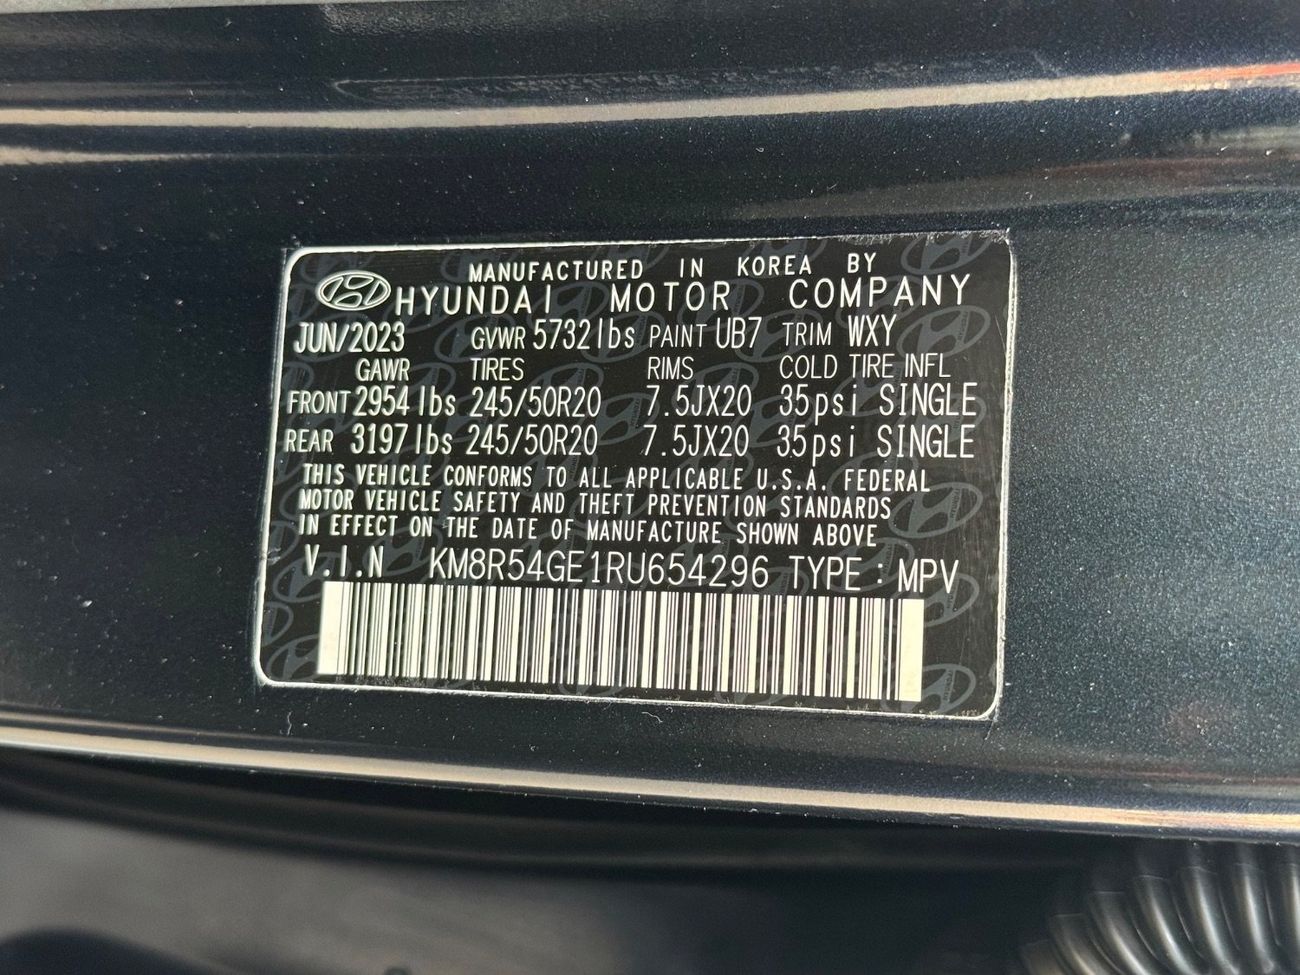 MANUFACTURED IN KOREA BY
HYUNDAI MOTOR COMPANY
JUN/2023 GVWR 5732lbs PAINT UB7 TRIM WXY
GAWR TIRES RIMS COLD TIRE INFL
FRONT 2954lbs 245/50R20 7.5JX20 35psi SINGLE
REAR 3197lbs 245/50R20 7.5JX20 35psi SINGLE
THIS VEHICLE CONFORMS TO ALL APPLICABLE U.S.A. FEDERAL
MOTOR VEHICLE SAFETY AND THEFT PREVENTION STANDARDS
IN EFFECT ON THE DATE OF MANUFACTURE SHOWN ABOVE
V.I.N KM8R54GE1RU654296 TYPE : MPV